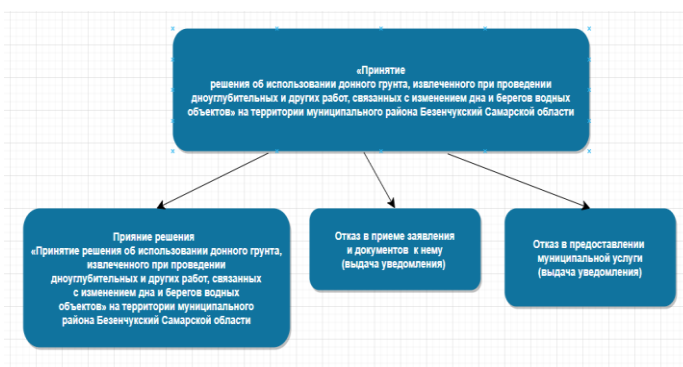 «Принятие
решения об использовании донного грунта, извлеченного при проведении
дноуглубительных и других работ, связанных с изменением дна и берегов водных
объектов» на территории муниципального района Безенчукский Самарской области
Прияние решения
«Принятие решения об использовании донного грунта,
извлеченного при проведении
дноуглубительных и других работ, связанных
с изменением дна и берегов водных
объектов» на территории муниципального
района Безенчукский Самарской области
Отказ в приеме заявления
и документов к нему
(выдача уведомления)
Отказ в предоставлении
муниципальной услуги
(выдача уведомления)